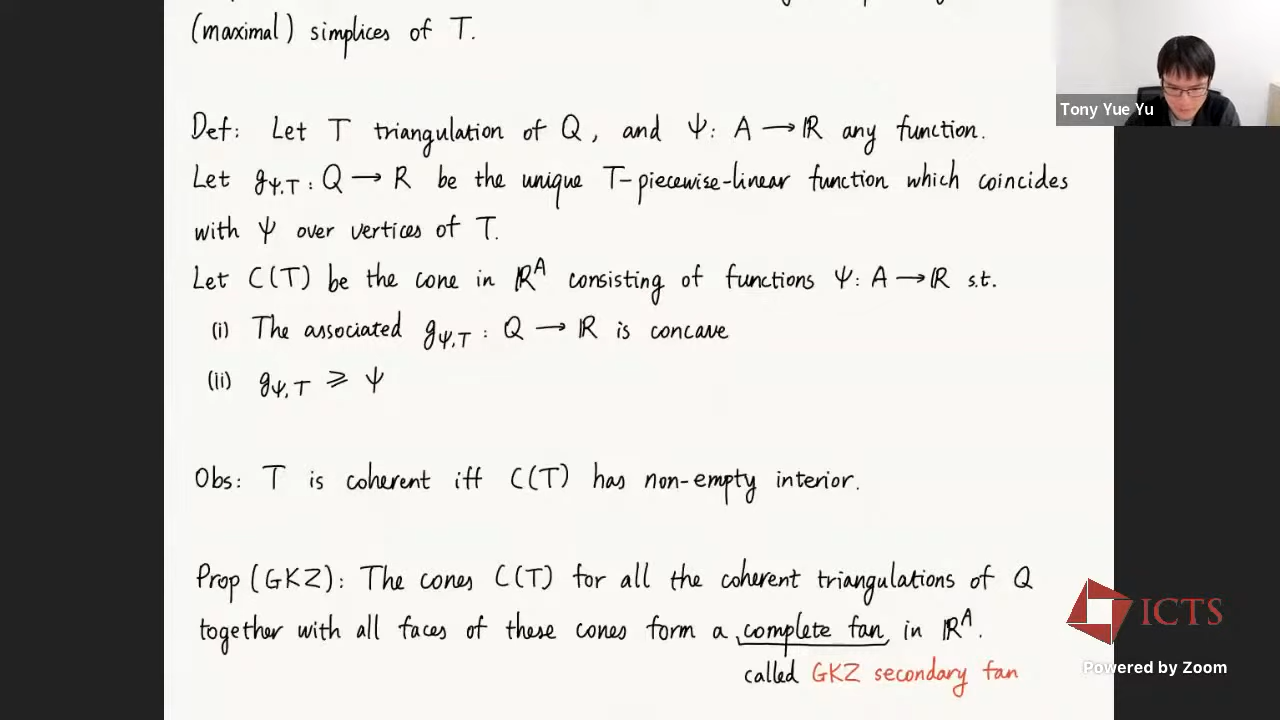 (maximal) simplices of T.
Def: Let T triangulation of Q, and Ψ: A → ℝ any function.
Let g_{Ψ,T} : Q → ℝ be the unique T-piecewise-linear function which coincides
with Ψ over vertices of T.
Let C(T) be the cone in ℝ^A consisting of functions Ψ: A → ℝ s.t.
(i) The associated g_{Ψ,T} : Q → ℝ is concave
(ii) g_{Ψ,T} ⩾ Ψ
Obs: T is coherent iff C(T) has non-empty interior.
Prop (GKZ): The cones C(T) for all the coherent triangulations of Q
together with all faces of these cones form a complete fan in ℝ^A.
called GKZ secondary fan
Tony Yue Yu
ICTS
Powered by Zoom